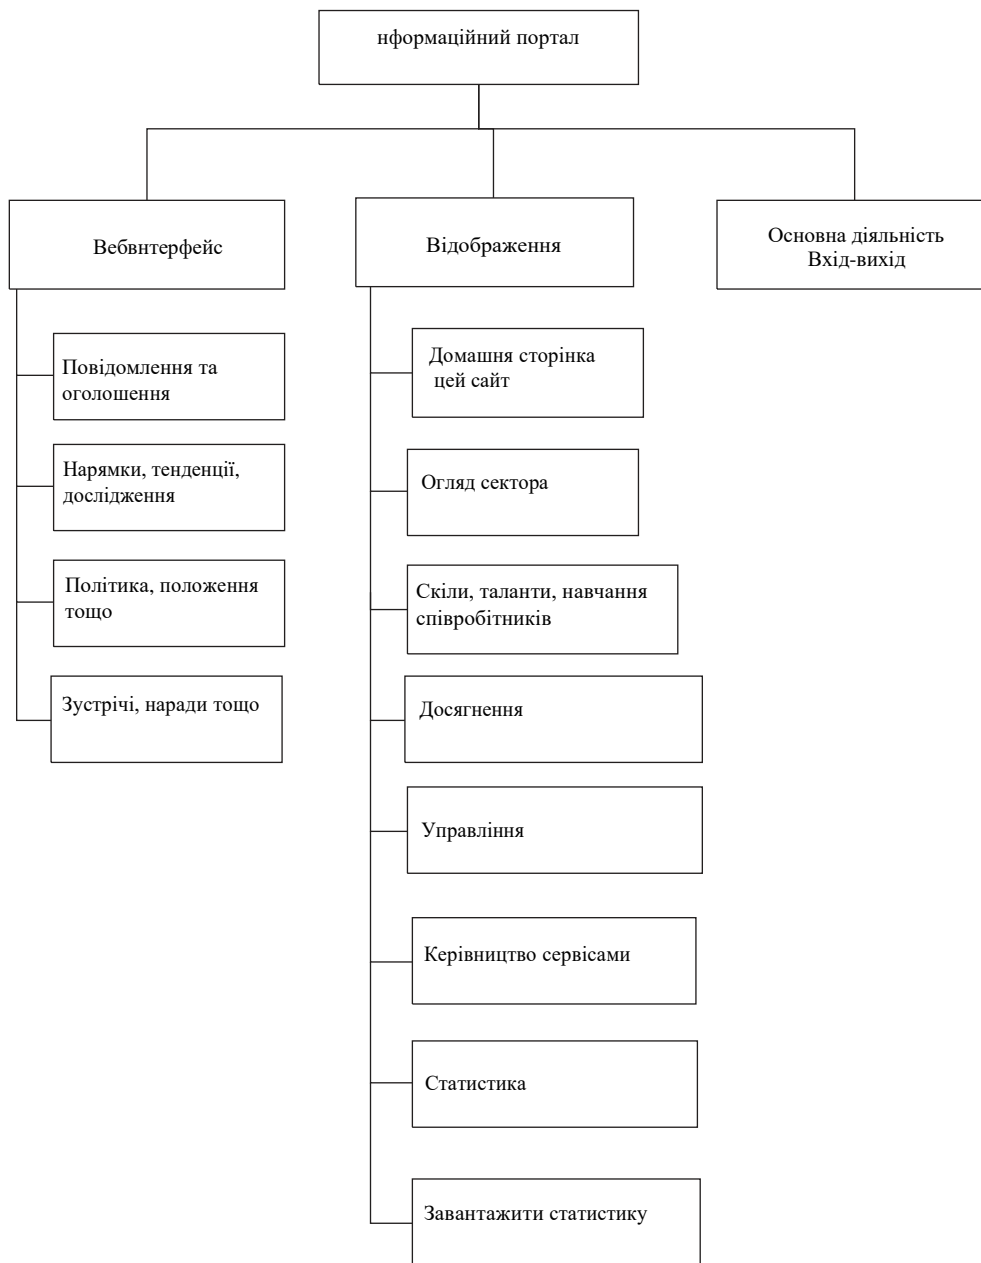 нформаційний портал
Вебвнтерфейс
Повідомлення та
оголошення
Нарямки, тенденції,
дослідження
Політика, положення
тощо
Зустрічі, наради тощо
Відображення
Домашня сторінка
цей сайт
Огляд сектора
Скіли, таланти, навчання
співробітників
Досягнення
Управління
Керівництво сервісами
Статистика
Завантажити статистику
Основна діяльність
Вхід-вихід